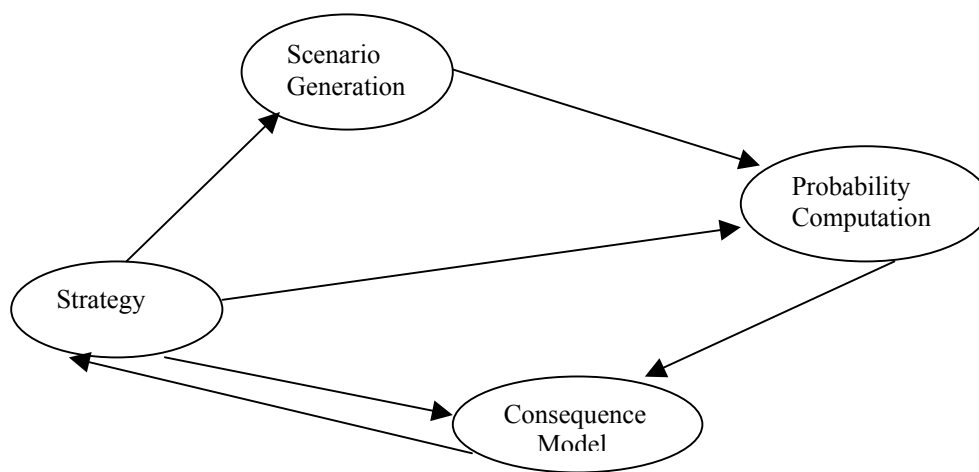 Scenario
Generation
Probability
Computation
Strategy
Consequence
Model